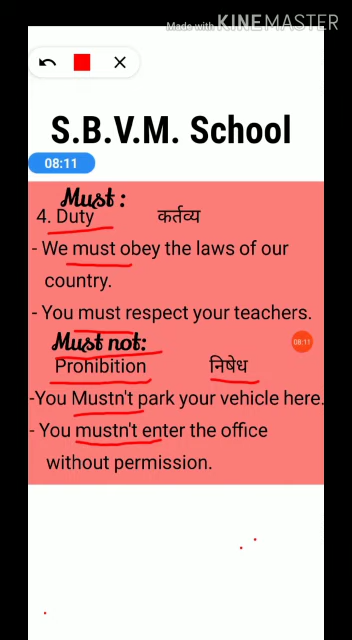 Made with KINEMASTER
S.B.V.M. School
08:11
Must :
4. Duty कर्तव्य
- We must obey the laws of our
country.
- You must respect your teachers.
Must not:
08:11
Prohibition निषेध
-You Mustn't park your vehicle here.
- You mustn't enter the office
without permission.